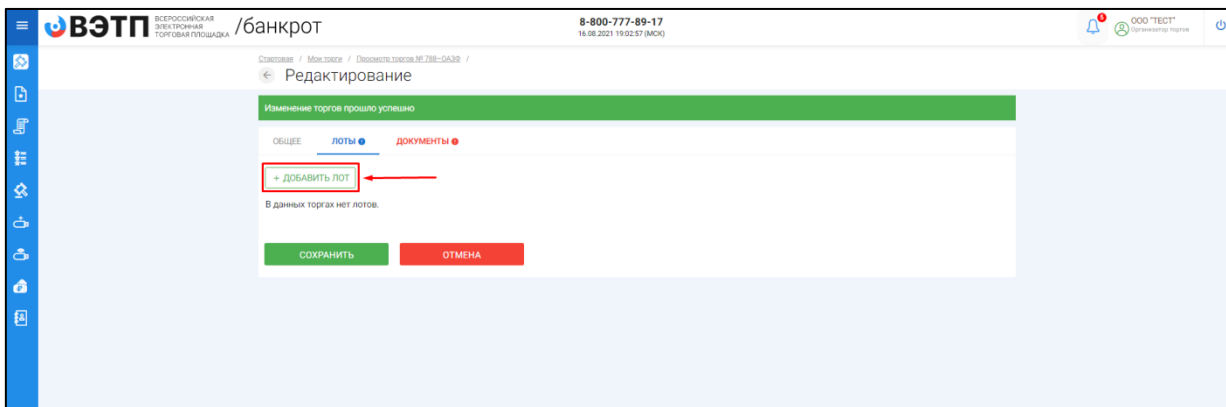 ВЭТП ВСЕРОССИЙСКАЯ ЭЛЕКТРОННАЯ ТОРГОВАЯ ПЛОЩАДКА /банкрот
8-800-777-89-17
16.08.2021 19:02:57 (МСК)
5
ООО "ТЕСТ"
Организатор торгов
Стартовая / Мои торги / Просмотр торгов № 788-ОАЗФ /
Редактирование
Изменение торгов прошло успешно
ОБЩЕЕ ЛОТЫ ДОКУМЕНТЫ
+ ДОБАВИТЬ ЛОТ
В данных торгах нет лотов.
СОХРАНИТЬ ОТМЕНА